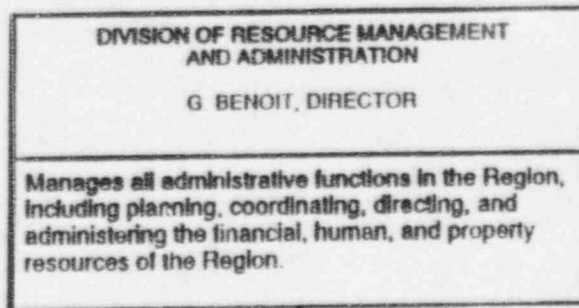 DIVISION OF RESOURCE MANAGEMENT
AND ADMINISTRATION
G BENOIT, DIRECTOR
Manages all administrative functions in the Region,
including planning, coordinating, directing, and
administering the financial, human, and property
resources of the Region.